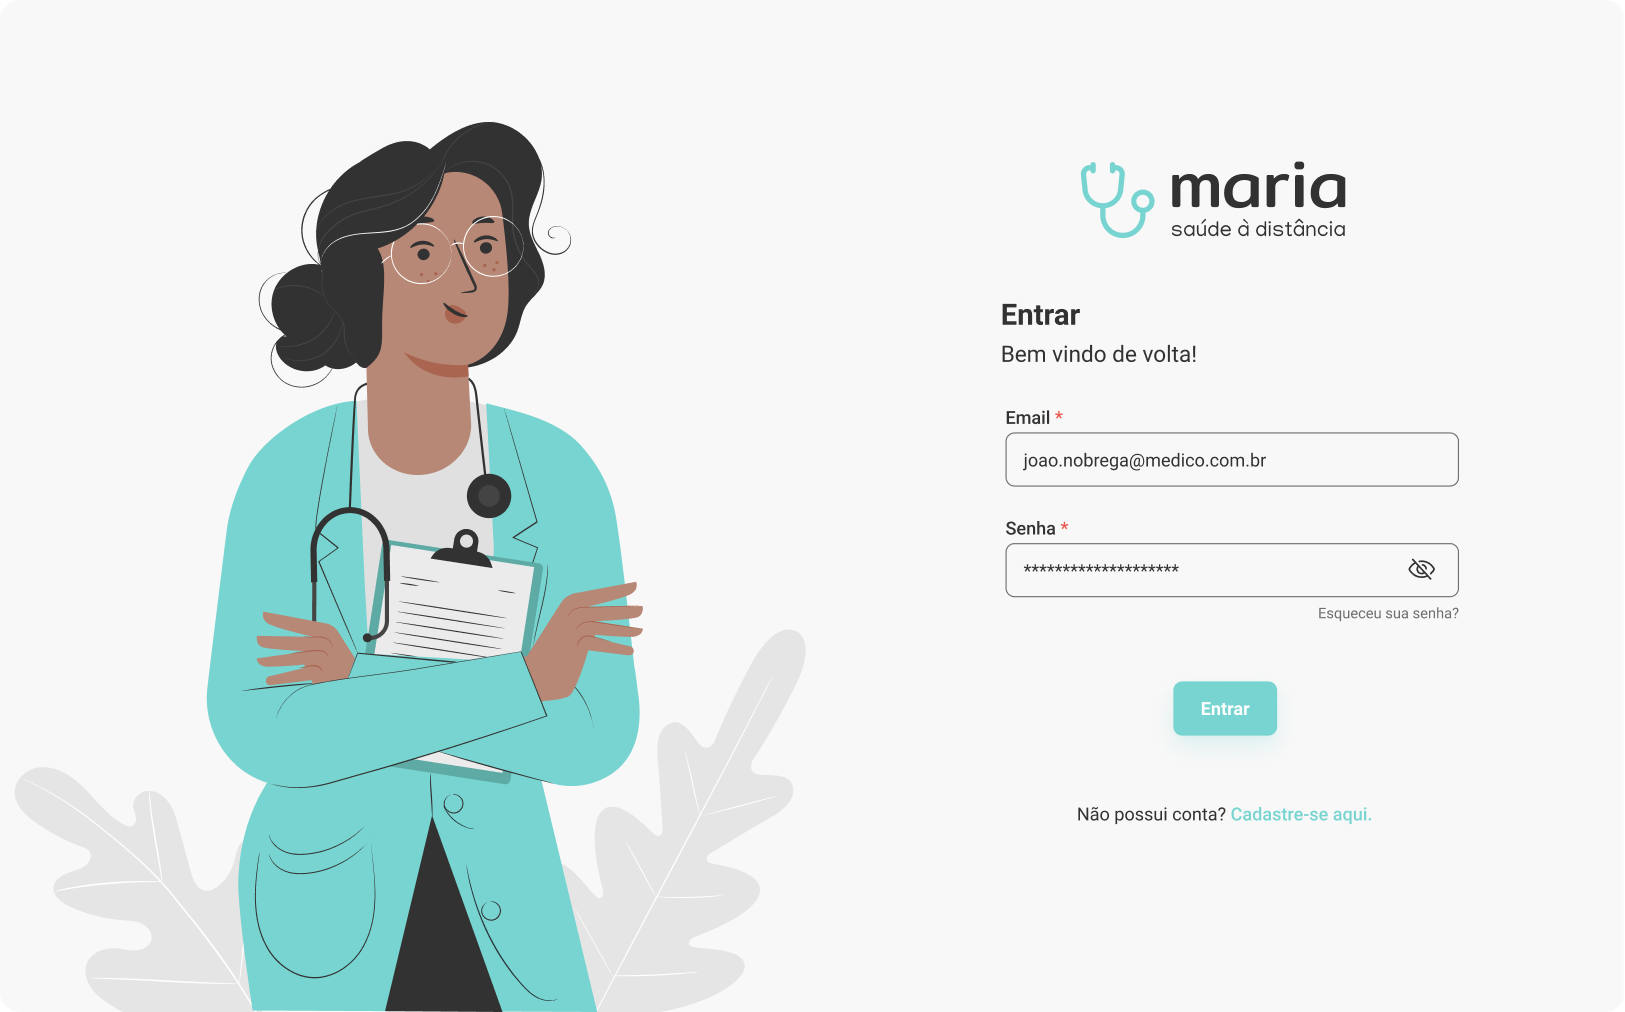 maria
saúde à distância
Entrar
Bem vindo de volta!
Email *
joao.nobrega@medico.com.br
Senha *
********************
Esqueceu sua senha?
Entrar
Não possui conta? Cadastre-se aqui.